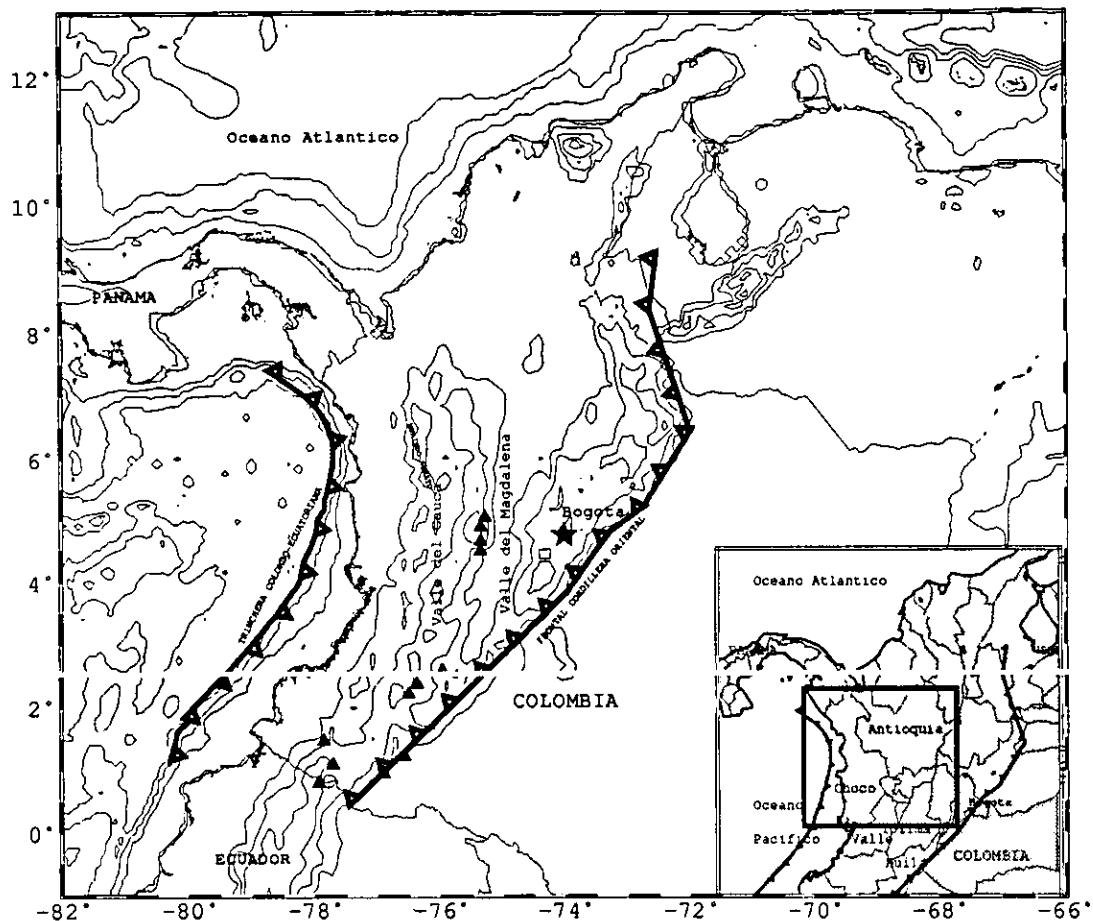 12°
10°
8°
6°
4°
2°
0°
Oceano Atlantico
PANAMA
TRINCHERA COLOMBO-ECUATORIANA
Valle del Cauca
Valle del Magdalena
Bogota
FRONTAL CORDILLERA ORIENTAL
COLOMBIA
ECUADOR
-82
-80
-78
-76
-74
-72
-70
-68
-66
Oceano Atlantico
Antioquia
Choco
Oceano
Pacifico
Bogota
Valle
COLOMBIA